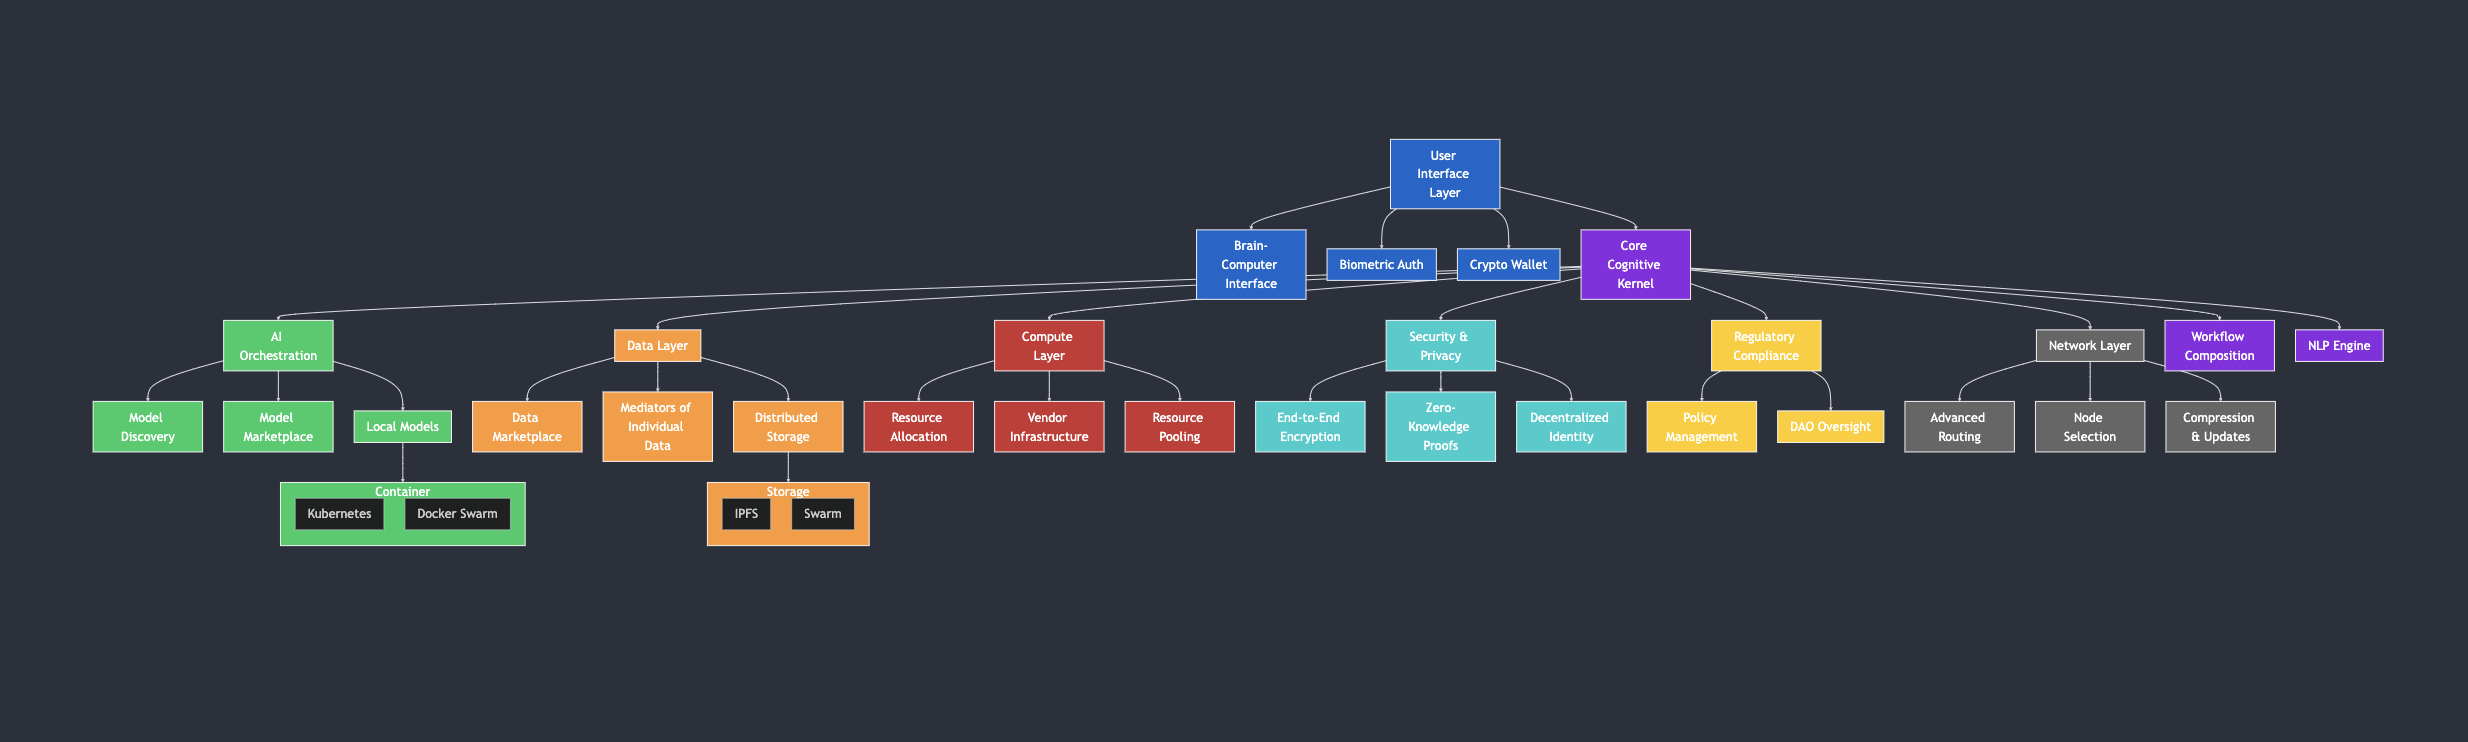 User
Interface
Layer
Brain-
Computer
Interface
Biometric Auth
Crypto Wallet
Core
Cognitive
Kernel
AI
Orchestration
Data Layer
Compute
Layer
Security &
Privacy
Regulatory
Compliance
Network Layer
Workflow
Composition
NLP Engine
Model
Discovery
Model
Marketplace
Local Models
Data
Marketplace
Mediators of
Individual
Data
Distributed
Storage
Resource
Allocation
Vendor
Infrastructure
Resource
Pooling
End-to-End
Encryption
Zero-
Knowledge
Proofs
Decentralized
Identity
Policy
Management
DAO Oversight
Advanced
Routing
Node
Selection
Compression
& Updates
Container
Kubernetes
Docker Swarm
Storage
IPFS
Swarm